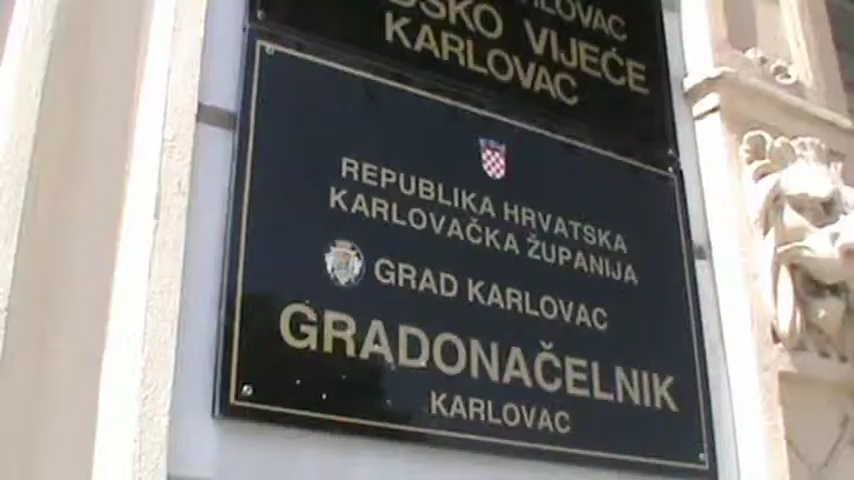 VIJEĆE
KARLOVAC
REPUBLIKA HRVATSKA
KARLOVAČKA ŽUPANIJA
GRAD KARLOVAC
GRADONAČELNIK
KARLOVAC